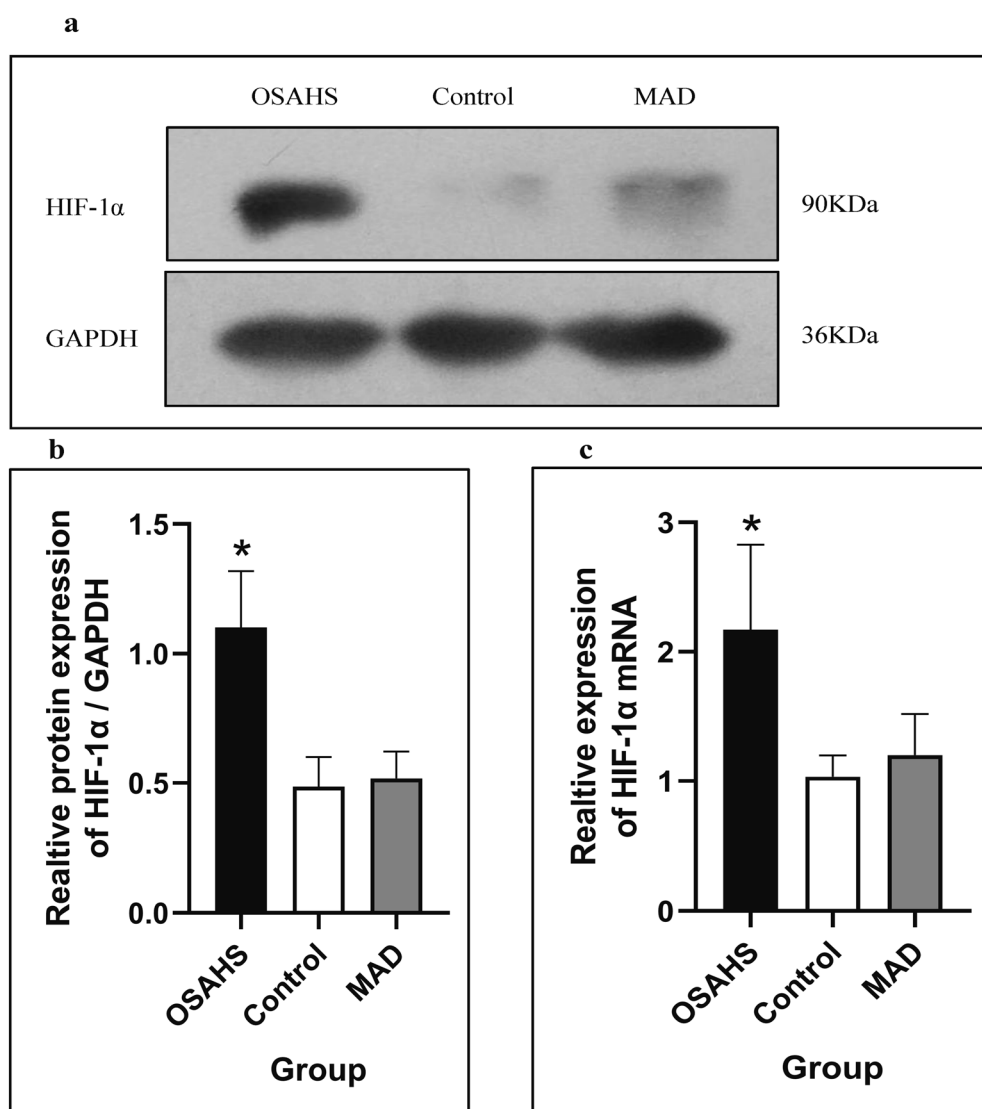 a
OSAHS Control MAD
HIF-1α 90KDa
GAPDH 36KDa
b
Realtive protein expression
of HIF-1α / GAPDH
1.5
1.0
0.5
0.0
*
OSAHS
Control
MAD
Group
c
Realtive expression
of HIF-1α mRNA
3
2
1
0
*
OSAHS
Control
MAD
Group